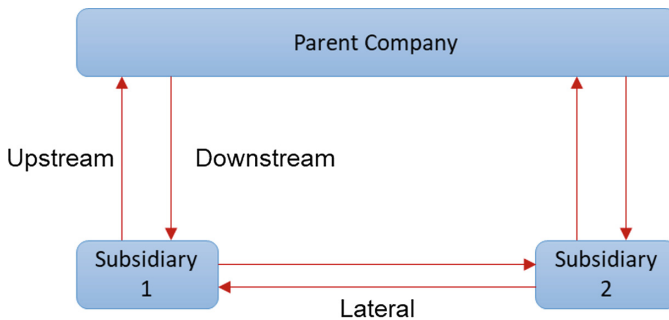 Parent Company
Upstream
Downstream
Subsidiary
1
Subsidiary
2
Lateral